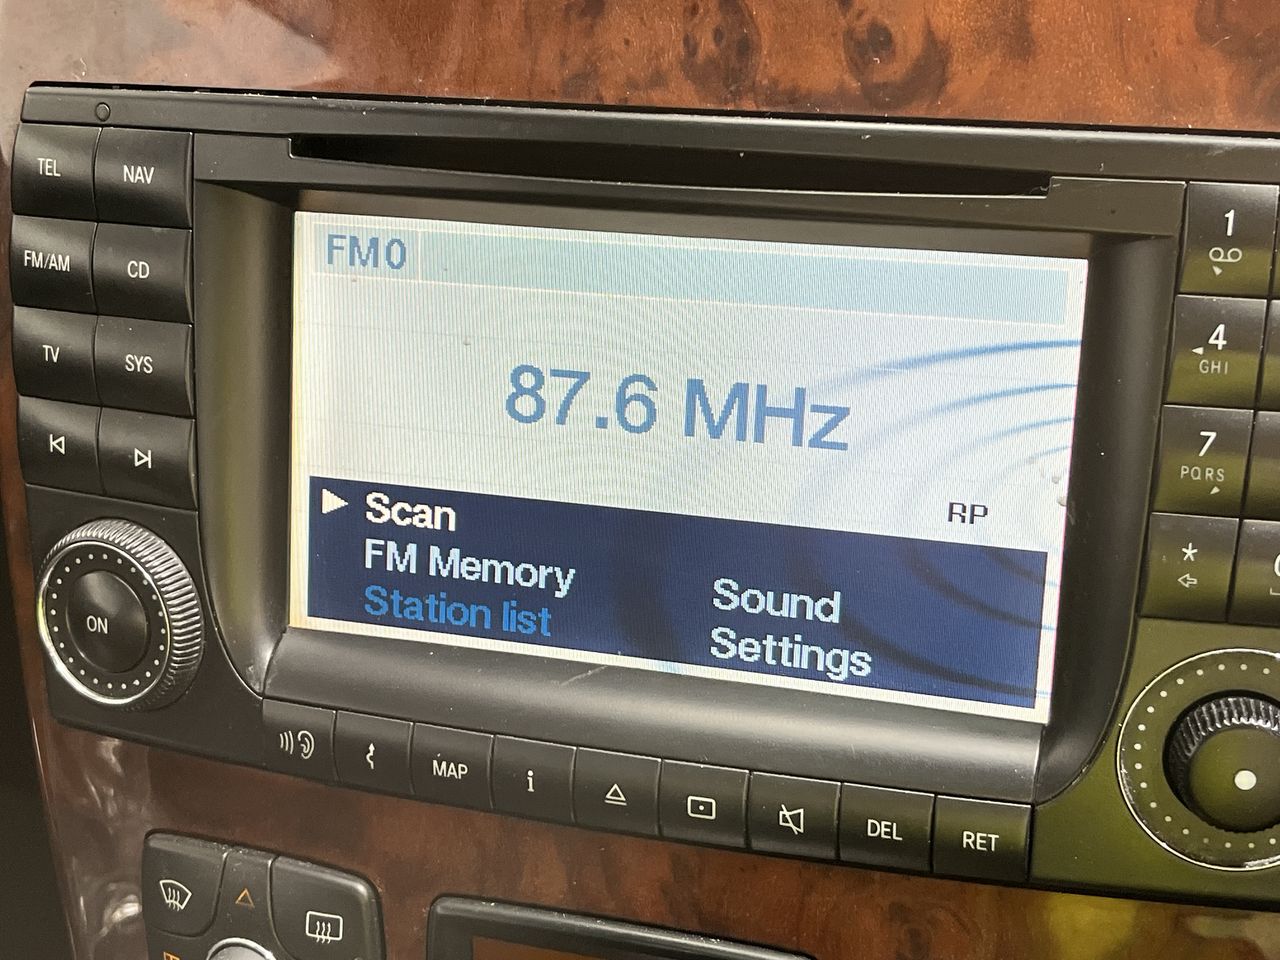 TEL
NAV
FM/AM
CD
TV
SYS
ON
FM0
87.6 MHz
RP
Scan
FM Memory
Station list
Sound
Settings
MAP
i
DEL
RET
1
4
GHI
7
PQRS
*